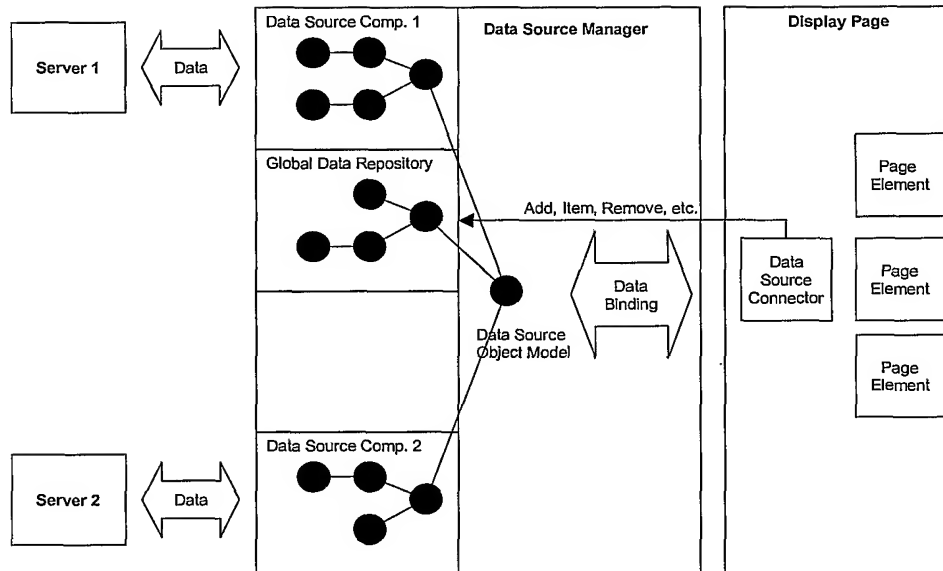 Data Source Comp. 1
Data Source Manager
Display Page
Server 1
Data
Global Data Repository
Page
Element
Add, Item, Remove, etc.
Data
Source
Connector
Page
Element
Data
Binding
Data Source
Object Model
Page
Element
Data Source Comp. 2
Server 2
Data